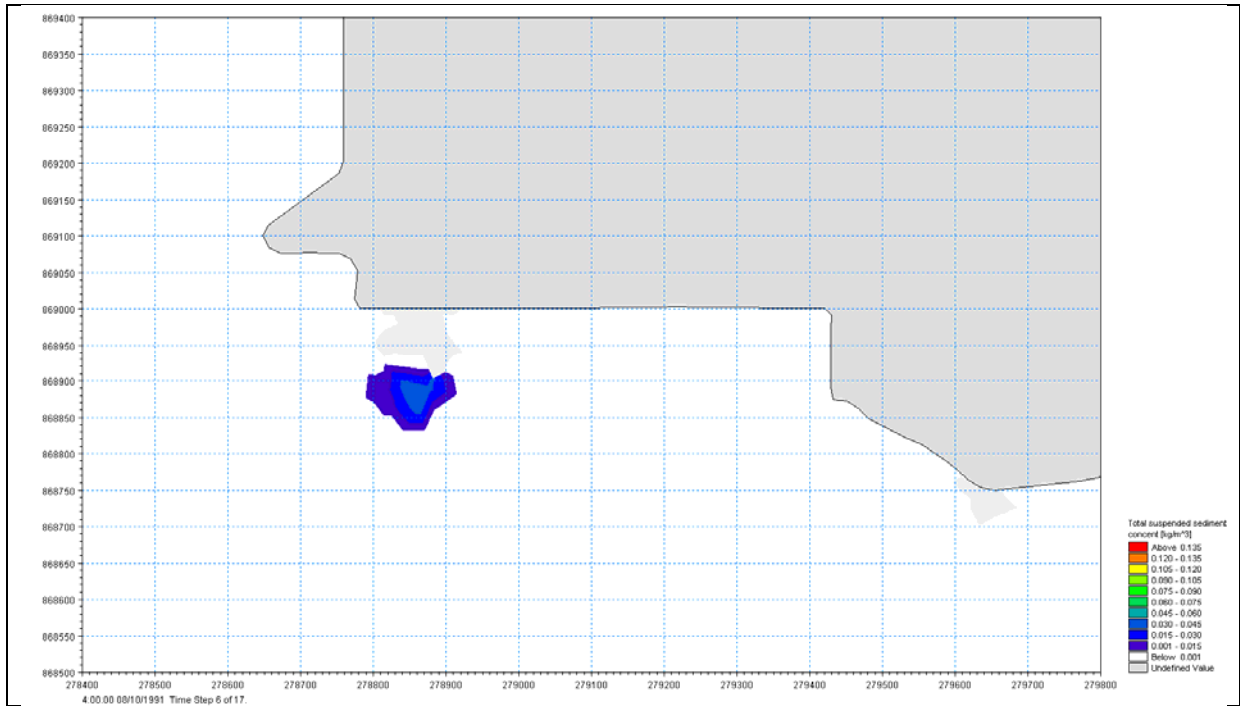 869400
869350
869300
869250
869200
869150
869100
869050
869000
868950
868900
868850
868800
868750
868700
868650
868600
868550
868500
278400 278500 278600 278700 278800 278900 279000 279100 279200 279300 279400 279500 279600 279700 279800
4:00:00 08/10/1991 Time Step 6 of 17.
Total suspended sediment
concent [kg/m^3]
Above 0.135
0.120 - 0.135
0.105 - 0.120
0.090 - 0.105
0.075 - 0.090
0.060 - 0.075
0.045 - 0.060
0.030 - 0.045
0.015 - 0.030
0.001 - 0.015
Below 0.001
Undefined Value